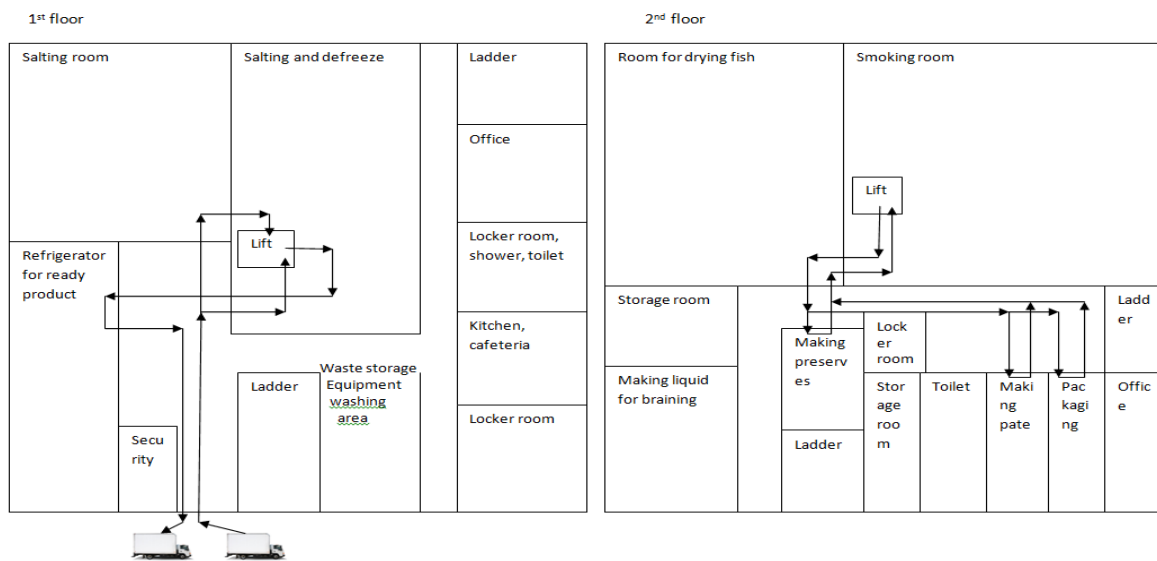 1st floor
Salting room
Salting and defreeze
Ladder
Office
Lift
Locker room,
shower, toilet
Refrigerator
for ready
product
Kitchen,
cafeteria
Waste storage
Equipment
washing
area
Ladder
Locker room
Secu
rity
2nd floor
Room for drying fish
Smoking room
Lift
Storage room
Ladd
er
Lock
er
room
Making
preserv
es
Making liquid
for braining
Stor
age
roo
m
Toilet
Maki
ng
pate
Pac
kagi
ng
Offic
e
Ladder